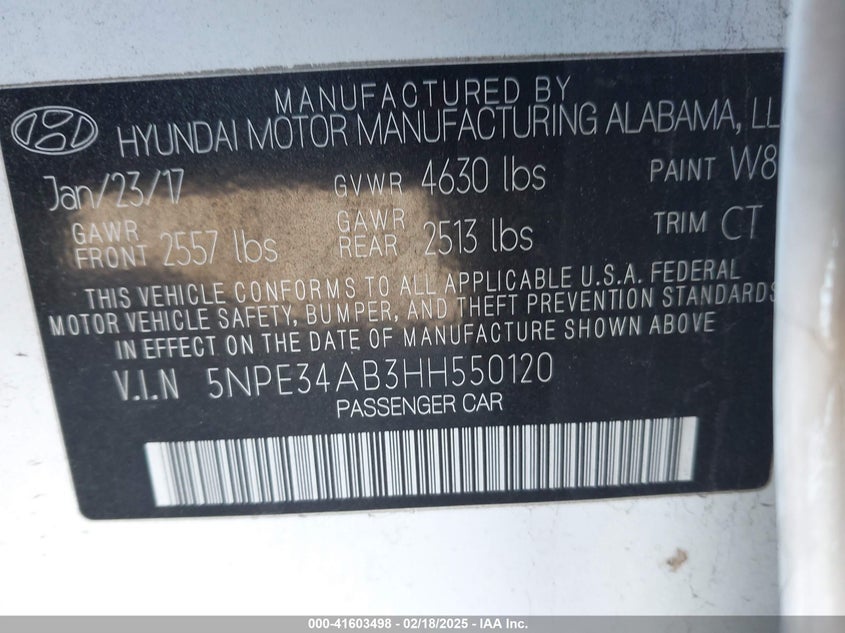 MANUFACTURED BY
HYUNDAI MOTOR MANUFACTURING ALABAMA, LL
Jan/23/17 GVWR 4630 lbs PAINT W8
GAWR FRONT 2557 lbs GAWR REAR 2513 lbs TRIM CT
THIS VEHICLE CONFORMS TO ALL APPLICABLE U.S.A. FEDERAL
MOTOR VEHICLE SAFETY, BUMPER, AND THEFT PREVENTION STANDARDS
IN EFFECT ON THE DATE OF MANUFACTURE SHOWN ABOVE
V.I.N 5NPE34AB3HH550120
PASSENGER CAR
000-41603498 - 02/18/2025 - IAA Inc.